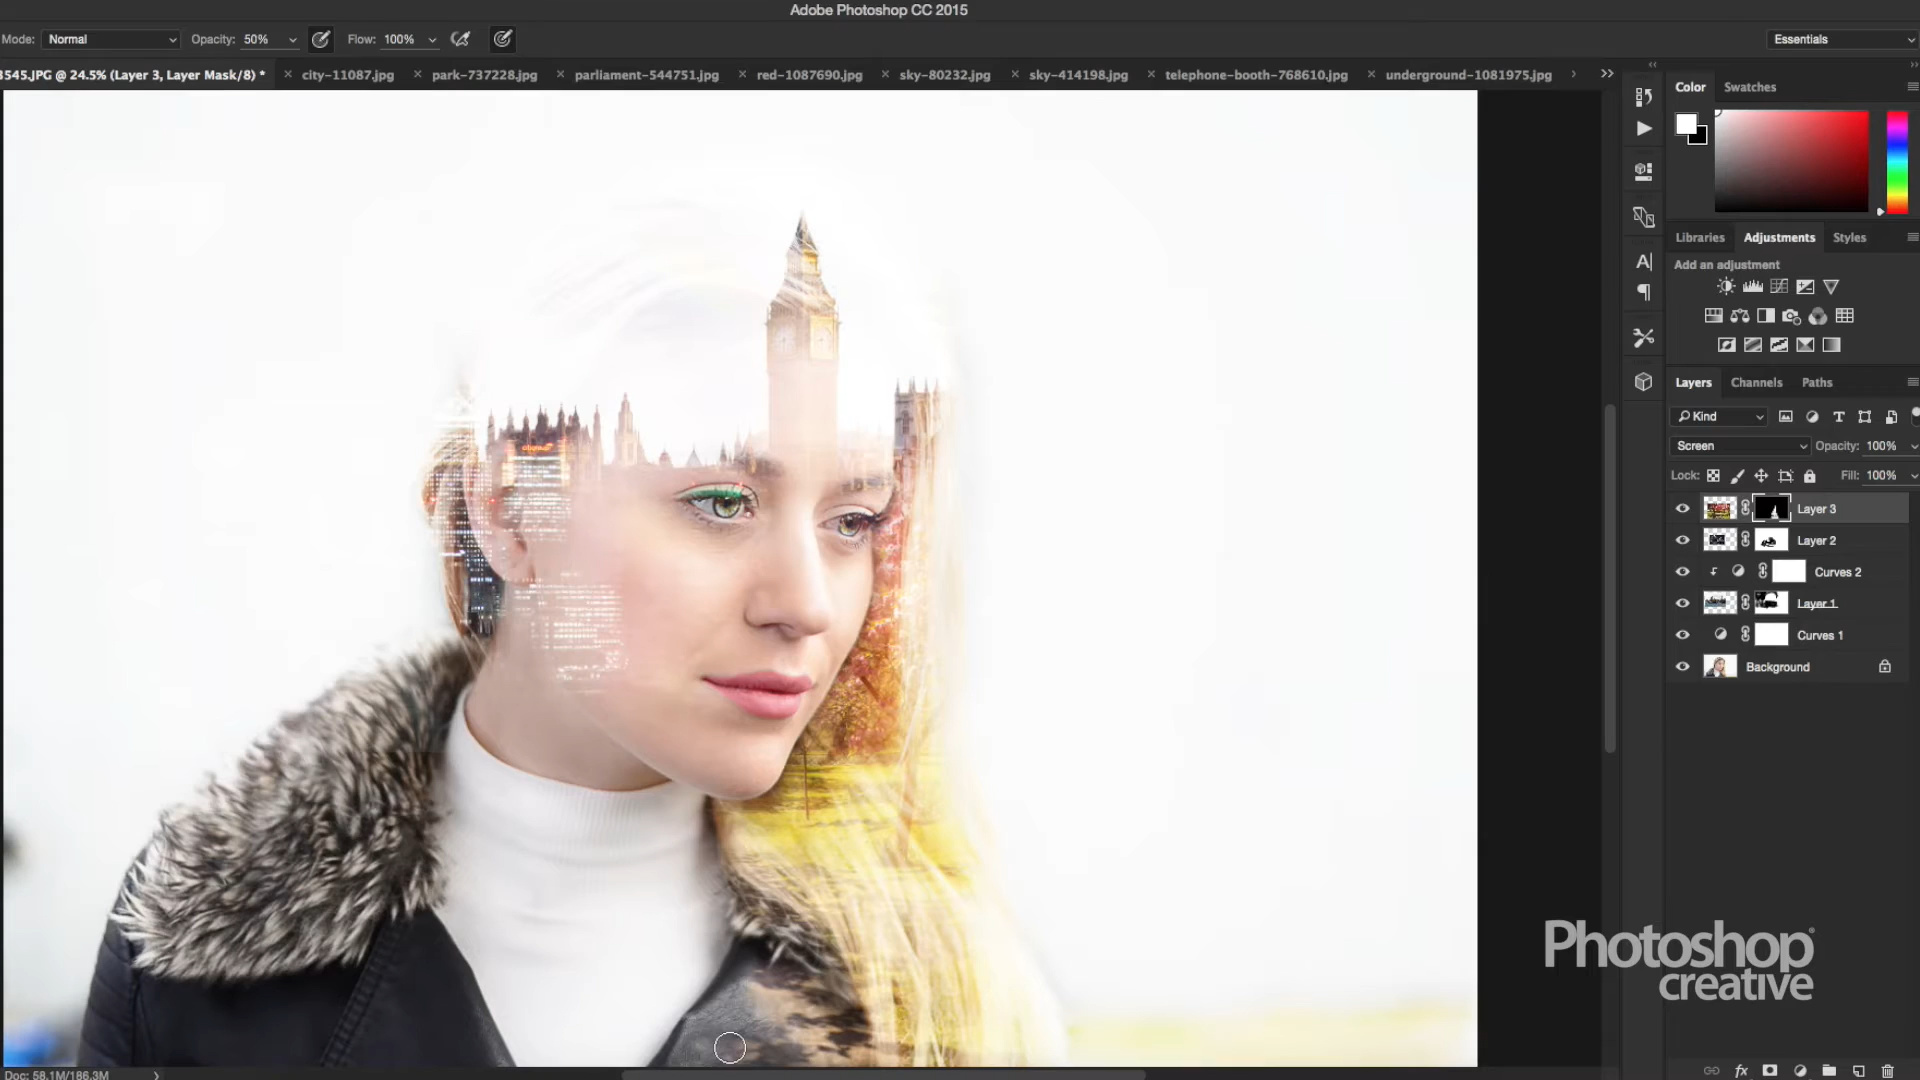 Adobe Photoshop CC 2015
Mode: Normal Opacity: 50% Flow: 100% Essentials
3545.JPG @ 24.5% (Layer 3, Layer Mask/8) * city-11087.jpg park-737228.jpg parliament-544751.jpg red-1087690.jpg sky-80232.jpg sky-414198.jpg telephone-booth-768610.jpg underground-1081975.jpg
Color Swatches
Libraries Adjustments Styles
Add an adjustment
Layers Channels Paths
Kind
Screen Opacity: 100%
Lock: Fill: 100%
Layer 3
Layer 2
Curves 2
Layer 1
Curves 1
Background
Photoshop
creative
Doc: 58.1M/186.3M